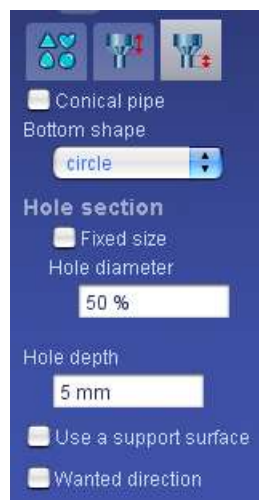 Conical pipe
Bottom shape
circle
Hole section
Fixed size
Hole diameter
50 %
Hole depth
5 mm
Use a support surface
Wanted direction